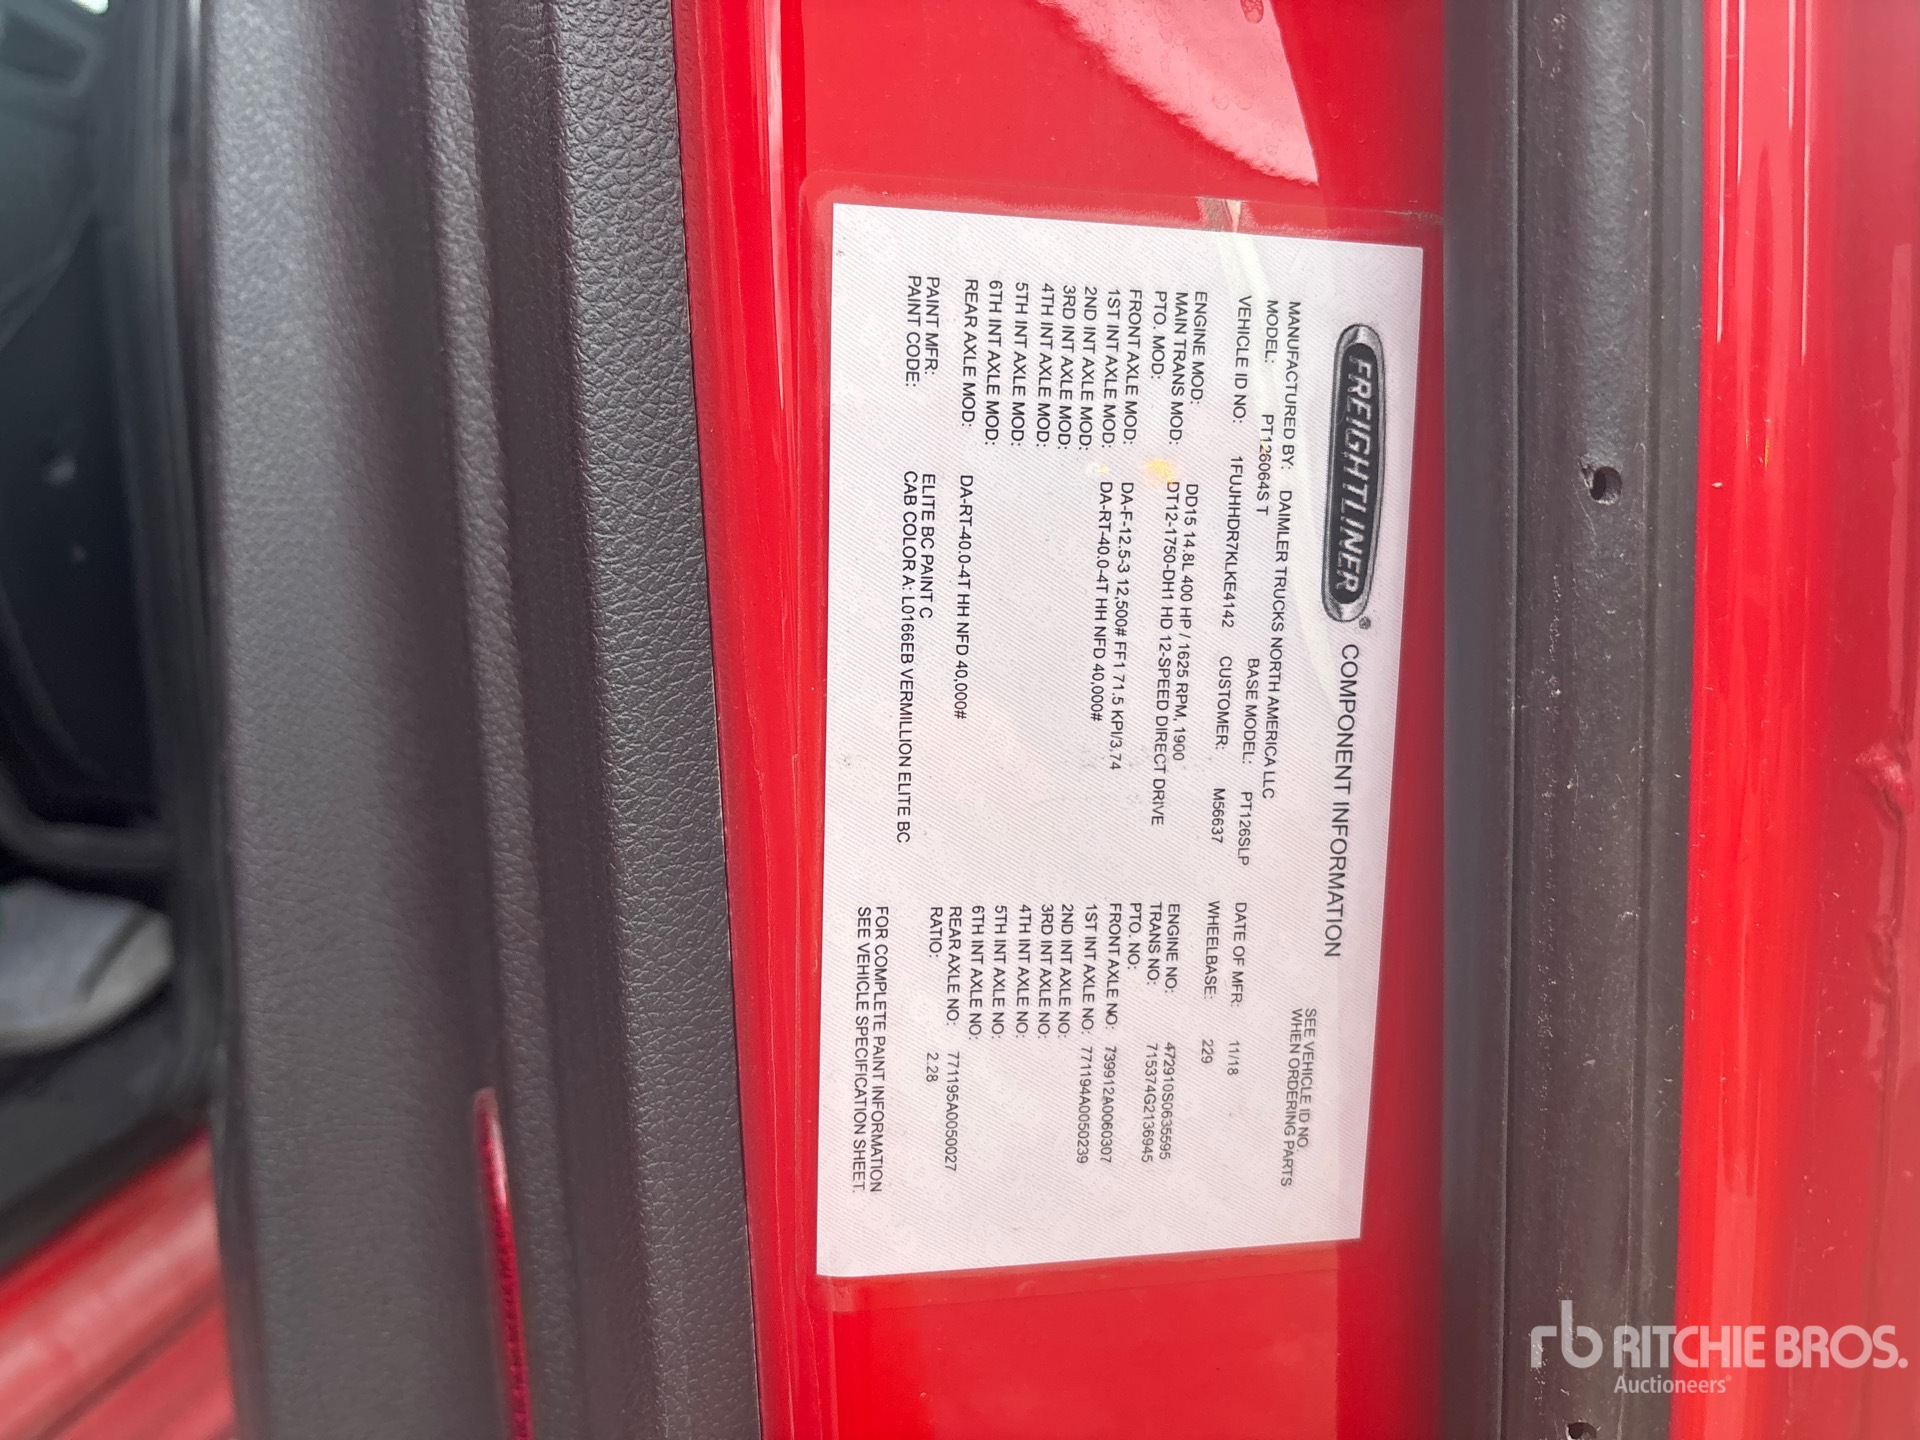 FREIGHTLINER® COMPONENT INFORMATION
SEE VEHICLE ID NO.
WHEN ORDERING PARTS
MANUFACTURED BY: DAIMLER TRUCKS NORTH AMERICA LLC
MODEL: PT126064S T BASE MODEL: PT126SLP DATE OF MFR: 11/18
VEHICLE ID NO: 1FUJHHDR7KLKE4142 CUSTOMER: M56637 WHEELBASE: 229
ENGINE MOD: DD15 14.8L 400 HP / 1625 RPM, 1900 ENGINE NO: 472910S0635595
MAIN TRANS MOD: DT12-1750-DH1 HD 12-SPEED DIRECT DRIVE TRANS NO: 715374G2136945
PTO. MOD: PTO. NO:
FRONT AXLE MOD: DA-F-12.5-3 12,500# FF1 71.5 KPI/3.74 FRONT AXLE NO: 739912A0060307
1ST INT AXLE MOD: DA-RT-40.0-4T HH NFD 40,000# 1ST INT AXLE NO: 771194A0050239
2ND INT AXLE MOD: 2ND INT AXLE NO:
3RD INT AXLE MOD: 3RD INT AXLE NO:
4TH INT AXLE MOD: 4TH INT AXLE NO:
5TH INT AXLE MOD: 5TH INT AXLE NO:
6TH INT AXLE MOD: 6TH INT AXLE NO:
REAR AXLE MOD: DA-RT-40.0-4T HH NFD 40,000# REAR AXLE NO: 771195A0050027
RATIO: 2.28
PAINT MFR: ELITE BC PAINT C
PAINT CODE: CAB COLOR A: L0166EB VERMILLION ELITE BC
FOR COMPLETE PAINT INFORMATION
SEE VEHICLE SPECIFICATION SHEET.
rb RITCHIE BROS.
Auctioneers